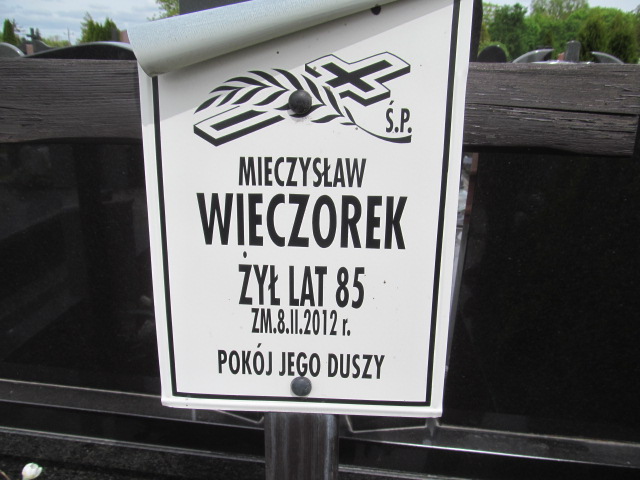 Ś.P.
MIECZYSŁAW
WIECZOREK
ŻYŁ LAT 85
ZM.8.II.2012 r.
POKÓJ JEGO DUSZY